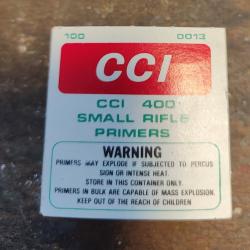 100 0013
CCI
CCI 400
SMALL RIFLE
PRIMERS
WARNING
PRIMERS MAY EXPLODE IF SUBJECTED TO PERCUS
SION OR INTENSE HEAT.
STORE IN THIS CONTAINER ONLY.
PRIMERS IN BULK ARE CAPABLE OF MASS EXPLOSION.
KEEP OUT OF THE REACH OF CHILDREN